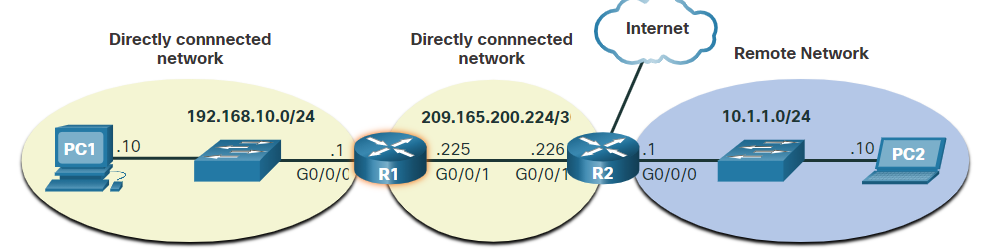 Directly connnected
network
Directly connnected
network
Internet
Remote Network
192.168.10.0/24
209.165.200.224/3
10.1.1.0/24
PC1
.10
.1
G0/0/0
R1
.225
G0/0/1
.226
G0/0/1
R2
.1
G0/0/0
.10
PC2